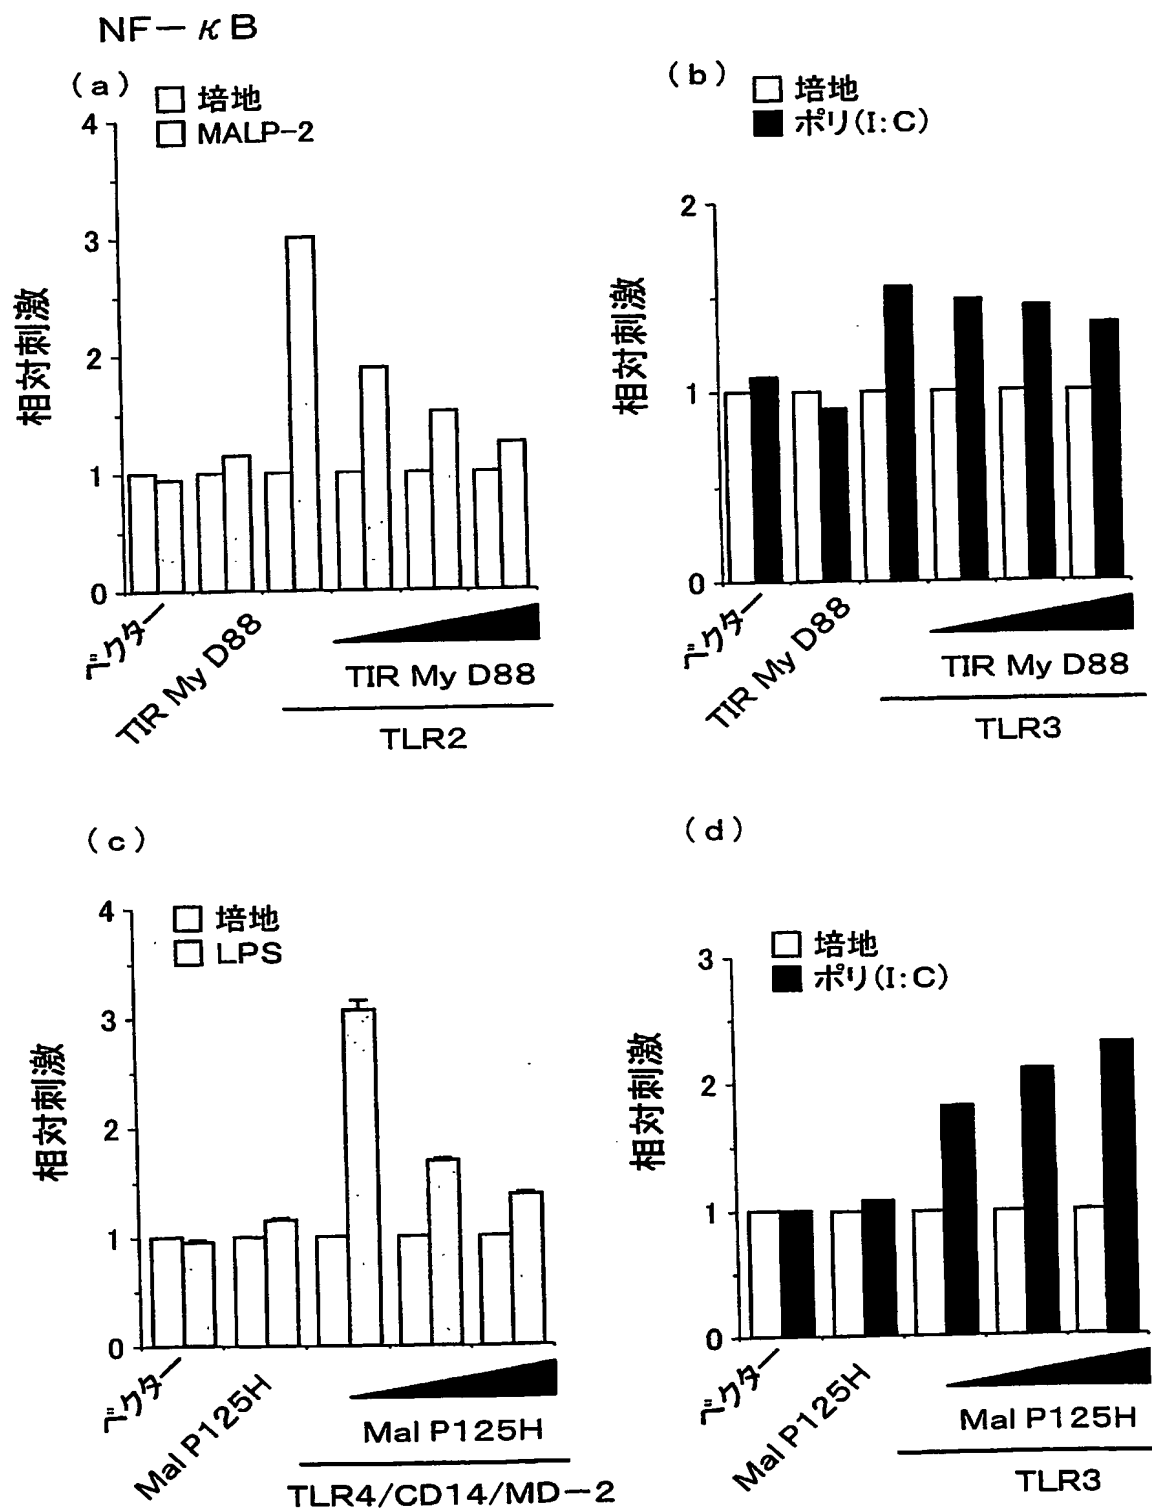 NF－κB
(a)
培地
MALP-2
相対刺激
4
3
2
1
0
ベクター
TIR My D88
TIR My D88
TLR2
(b)
培地
ポリ(I:C)
相対刺激
2
1
0
ベクター
TIR My D88
TIR My D88
TLR3
(c)
培地
LPS
相対刺激
4
3
2
1
0
ベクター
Mal P125H
Mal P125H
TLR4/CD14/MD－2
(d)
培地
ポリ(I:C)
相対刺激
3
2
1
0
ベクター
Mal P125H
Mal P125H
TLR3